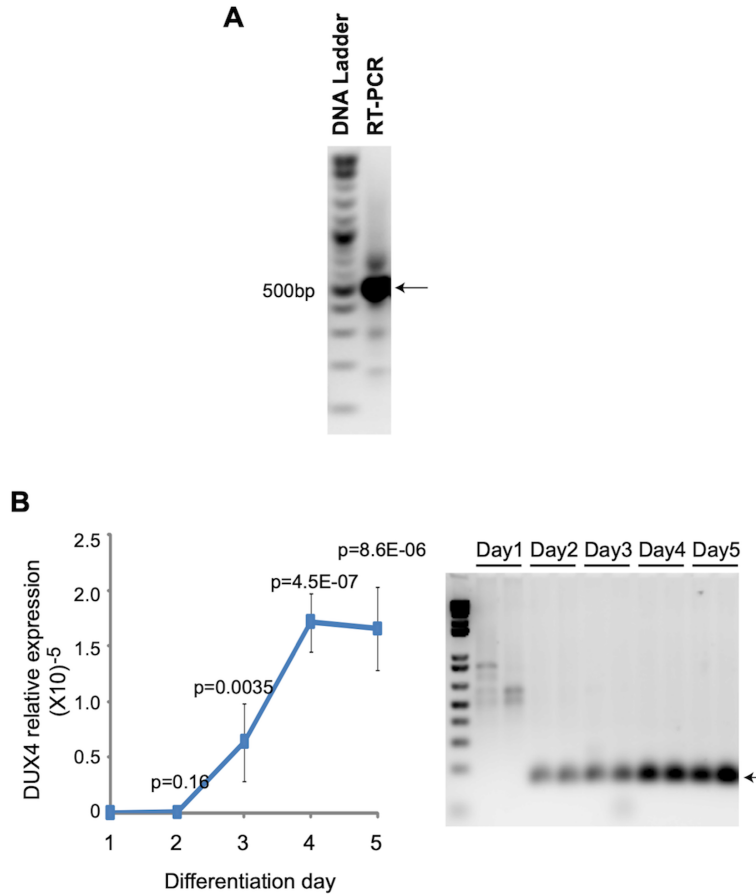 A
DNA Ladder
RT-PCR
500bp
B
DUX4 relative expression
(X10)-5
2.5
2.0
1.5
1.0
0.5
0
p=0.16
p=0.0035
p=4.5E-07
p=8.6E-06
1 2 3 4 5
Differentiation day
Day1 Day2 Day3 Day4 Day5